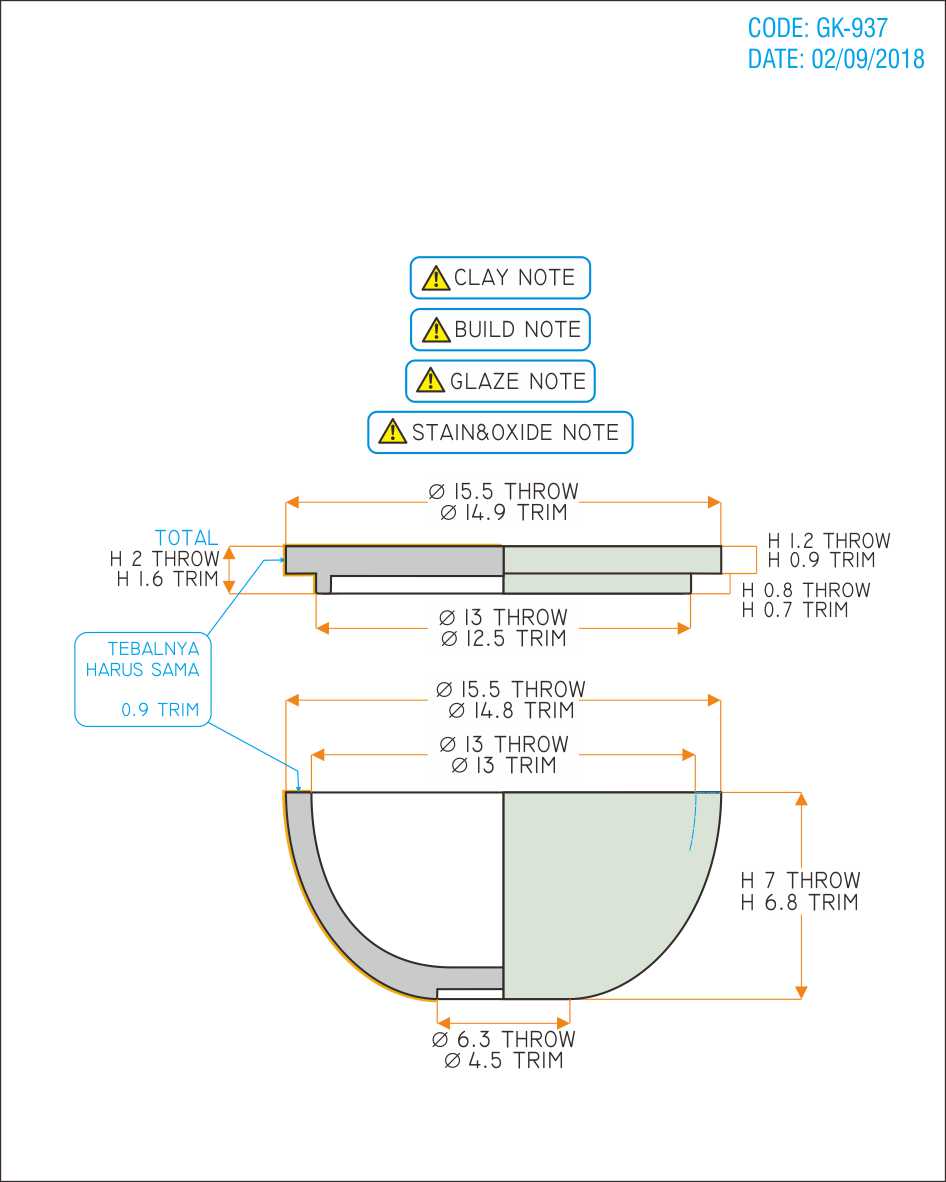 CODE: GK-937
DATE: 02/09/2018
CLAY NOTE
BUILD NOTE
GLAZE NOTE
STAIN&OXIDE NOTE
Ø 15.5 THROW
Ø 14.9 TRIM
TOTAL
H 2 THROW
H 1.6 TRIM
H 1.2 THROW
H 0.9 TRIM
H 0.8 THROW
H 0.7 TRIM
Ø 13 THROW
Ø 12.5 TRIM
TEBALNYA
HARUS SAMA
0.9 TRIM
Ø 15.5 THROW
Ø 14.8 TRIM
Ø 13 THROW
Ø 13 TRIM
H 7 THROW
H 6.8 TRIM
Ø 6.3 THROW
Ø 4.5 TRIM